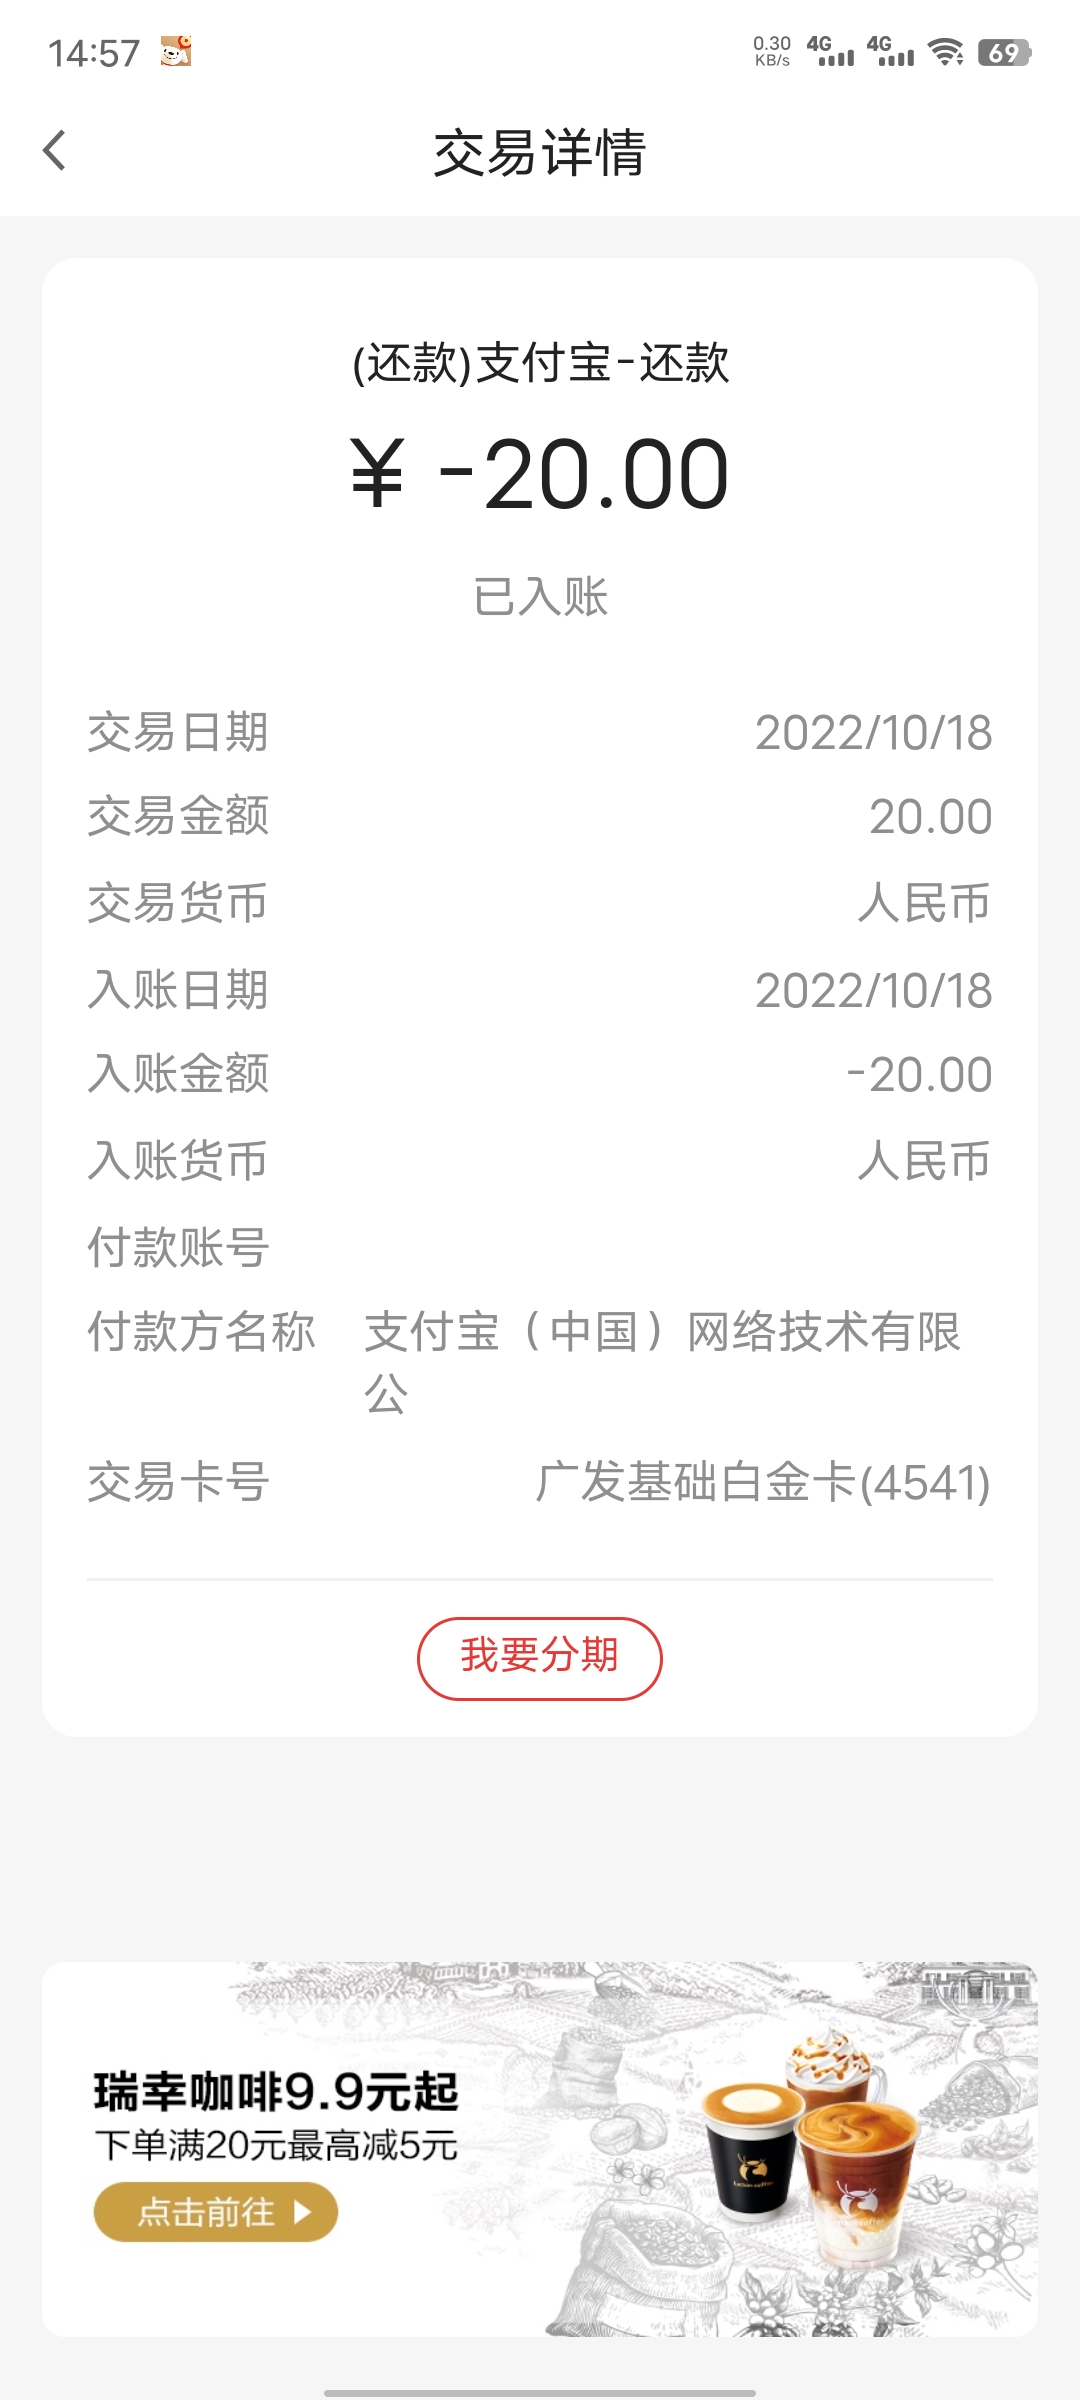 14:57
0.30 KB/s 4G 4G 69
交易详情
(还款)支付宝-还款
¥ -20.00
已入账
交易日期 2022/10/18
交易金额 20.00
交易货币 人民币
入账日期 2022/10/18
入账金额 -20.00
入账货币 人民币
付款账号
付款方名称 支付宝（中国）网络技术有限
公
交易卡号 广发基础白金卡(4541)
我要分期
瑞幸咖啡9.9元起
下单满20元最高减5元
点击前往